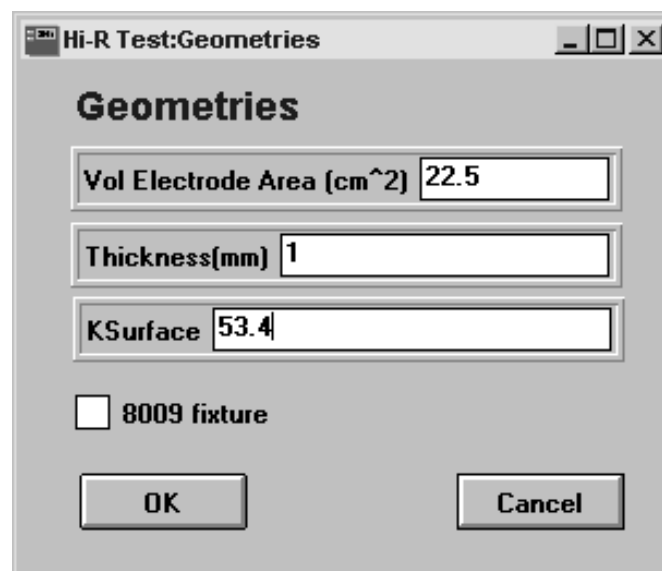 Hi-R Test:Geometries
Geometries
Vol Electrode Area (cm^2) 22.5
Thickness(mm) 1
KSurface 53.4
8009 fixture
OK Cancel